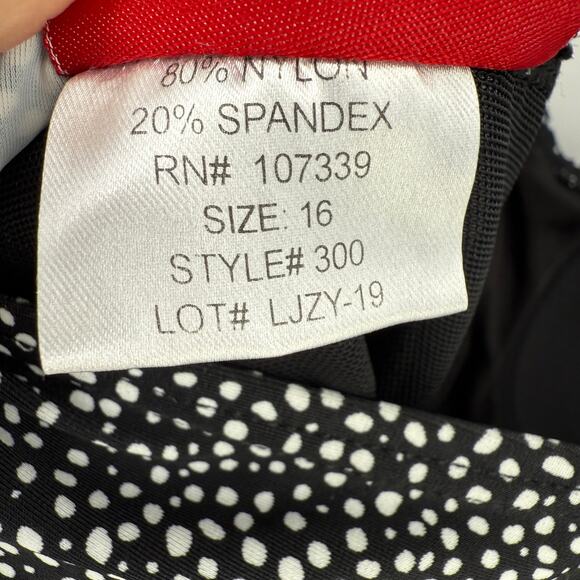 80% NYLON
20% SPANDEX
RN# 107339
SIZE: 16
STYLE# 300
LOT# LJZY-19